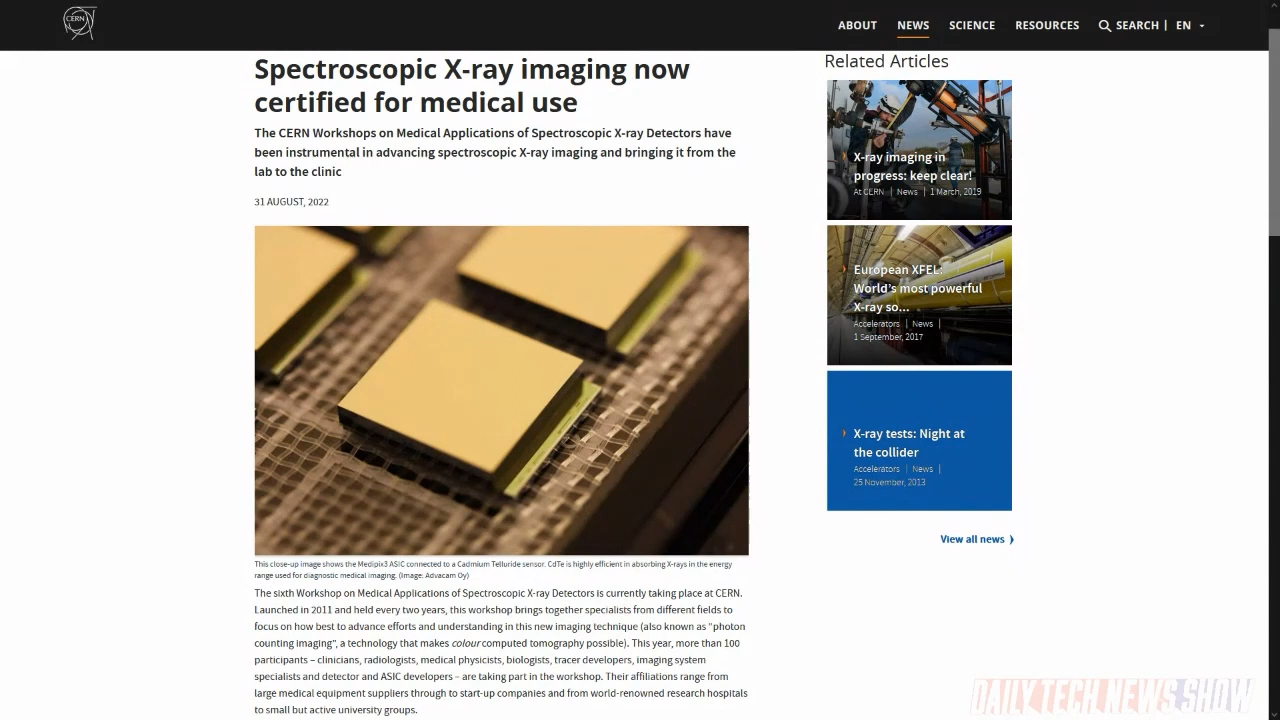 CERN
ABOUT
NEWS
SCIENCE
RESOURCES
SEARCH |
EN
Spectroscopic X-ray imaging now
certified for medical use
The CERN Workshops on Medical Applications of Spectroscopic X-ray Detectors have
been instrumental in advancing spectroscopic X-ray imaging and bringing it from the
lab to the clinic
31 AUGUST, 2022
This close-up image shows the Medipix3 ASIC connected to a Cadmium Telluride sensor. CdTe is highly efficient in absorbing X-rays in the energy
range used for diagnostic medical imaging. (Image: Advacam Oy)
The sixth Workshop on Medical Applications of Spectroscopic X-ray Detectors is currently taking place at CERN.
Launched in 2011 and held every two years, this workshop brings together specialists from different fields to
focus on how best to advance efforts and understanding in this new imaging technique (also known as "photon
counting imaging", a technology that makes colour computed tomography possible). This year, more than 100
participants – clinicians, radiologists, medical physicists, biologists, tracer developers, imaging system
specialists and detector and ASIC developers – are taking part in the workshop. Their affiliations range from
large medical equipment suppliers through to start-up companies and from world-renowned research hospitals
to small but active university groups.
Related Articles
X-ray imaging in
progress: keep clear!
At CERN | News | 1 March, 2019
European XFEL:
World's most powerful
X-ray so...
Accelerators | News |
1 September, 2017
X-ray tests: Night at
the collider
Accelerators | News |
25 November, 2013
View all news
DAILY TECH NEWS SHOW